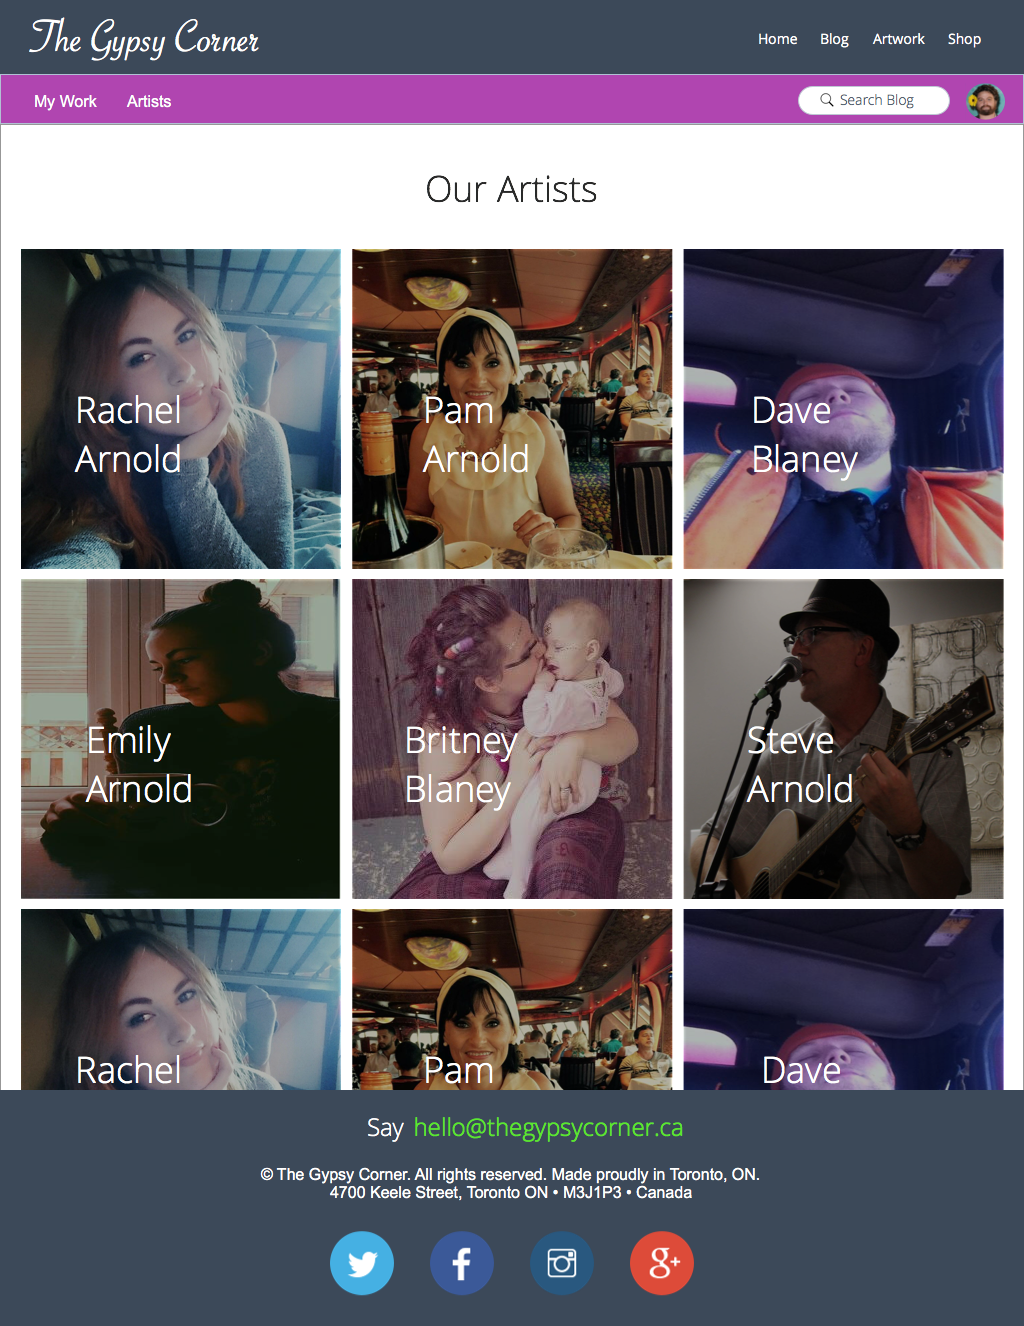 The Gypsy Corner
Home Blog Artwork Shop
My Work Artists
Search Blog
Our Artists
Rachel
Arnold
Pam
Arnold
Dave
Blaney
Emily
Arnold
Britney
Blaney
Steve
Arnold
Rachel
Pam
Dave
Say hello@thegypsycorner.ca
© The Gypsy Corner. All rights reserved. Made proudly in Toronto, ON.
4700 Keele Street, Toronto ON • M3J1P3 • Canada